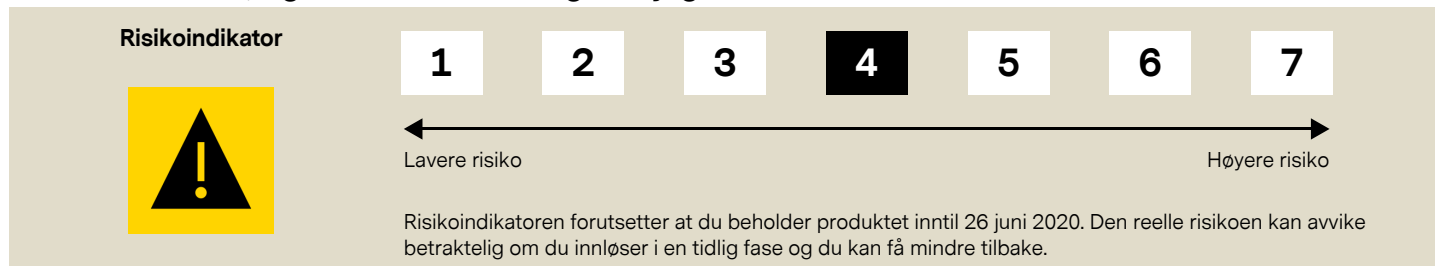 Risikoindikator
1 2 3 4 5 6 7
Lavere risiko Høyere risiko
Risikoindikatoren forutsetter at du beholder produktet inntil 26 juni 2020. Den reelle risikoen kan avvike
betraktelig om du innløser i en tidlig fase og du kan få mindre tilbake.